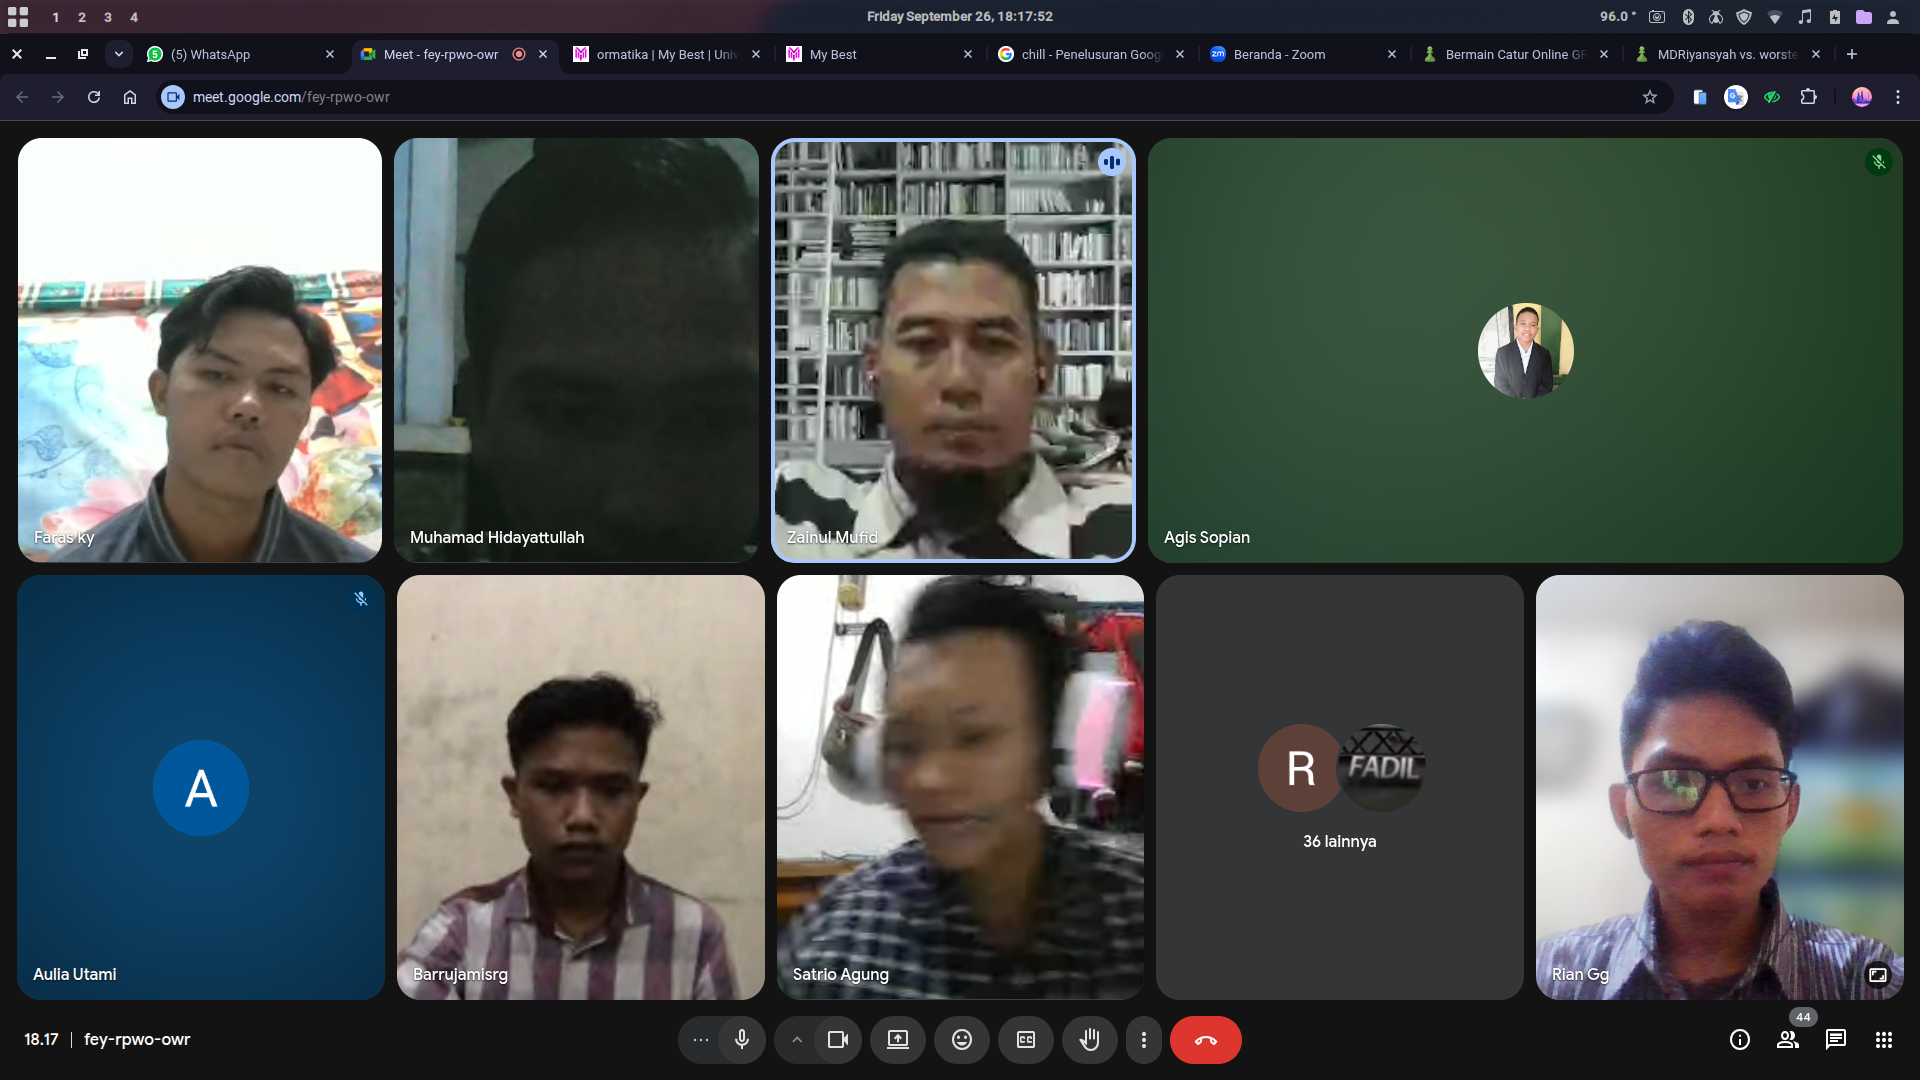 1 2 3 4
Friday September 26, 18:17:52
96.0 °
(5) WhatsApp
Meet - fey-rpwo-owr
ormatika | My Best | Univ
My Best
chill - Penelusuran Goog
Beranda - Zoom
Bermain Catur Online GR
MDRiyansyah vs. worste
meet.google.com/fey-rpwo-owr
Faras ky
Muhamad Hidayattullah
Zainul Mufid
Agis Sopian
A
Aulia Utami
Barrujamisrg
Satrio Agung
R
FADIL
36 lainnya
Rian Gg
18.17 | fey-rpwo-owr
CC
44